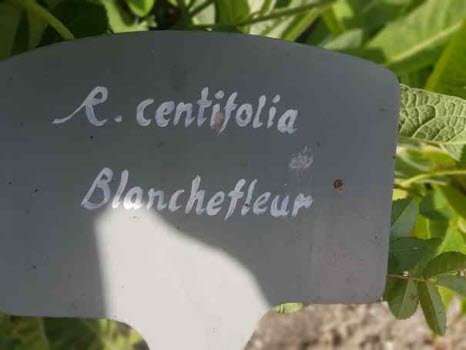 R. centifolia
Blanchefleur